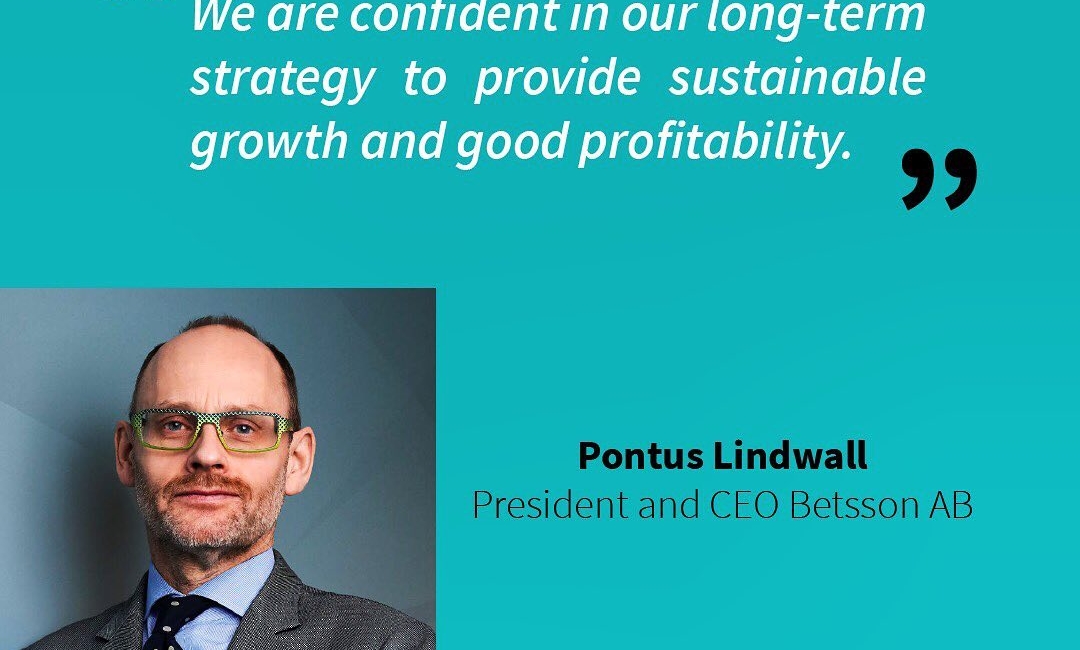 We are confident in our long-term
strategy to provide sustainable
growth and good profitability.
”
Pontus Lindwall
President and CEO Betsson AB